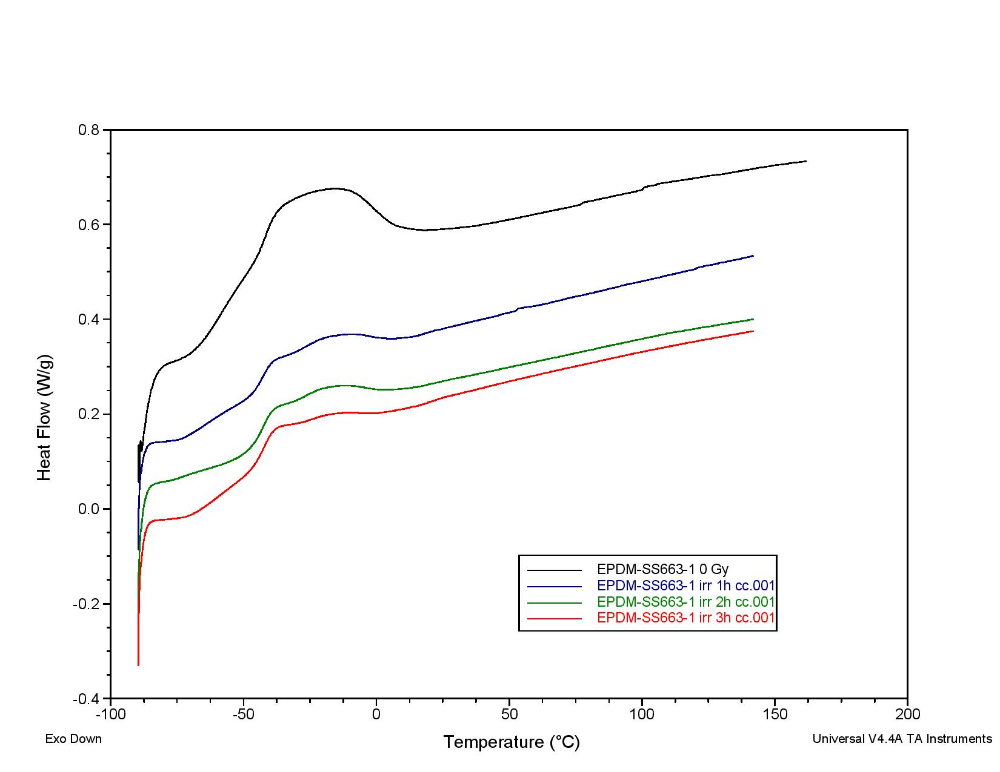 0.8
0.6
0.4
0.2
0.0
-0.2
-0.4
Heat Flow (W/g)
EPDM-SS663-1 0 Gy
EPDM-SS663-1 irr 1h cc.001
EPDM-SS663-1 irr 2h cc.001
EPDM-SS663-1 irr 3h cc.001
-100 -50 0 50 100 150 200
Exo Down
Temperature (°C)
Universal V4.4A TA Instruments